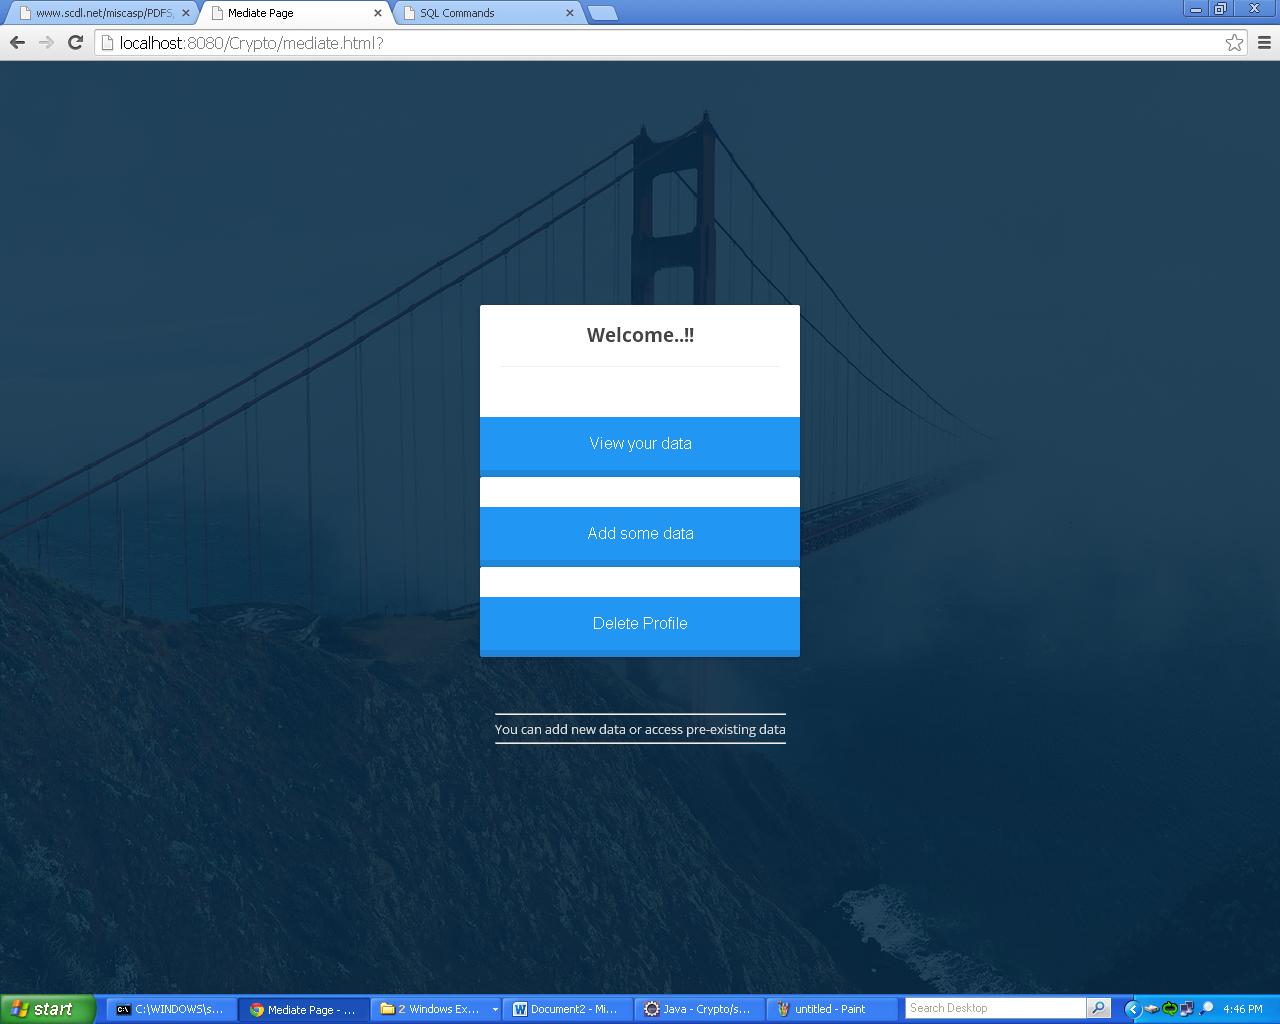 www.scdl.net/miscasp/PDFS,
Mediate Page
SQL Commands
localhost:8080/Crypto/mediate.html?
Welcome..!!
View your data
Add some data
Delete Profile
You can add new data or access pre-existing data
start
C:\WINDOWS\s...
Mediate Page - ...
2 Windows Ex...
Document2 - Mi...
Java - Crypto/s...
untitled - Paint
Search Desktop
4:46 PM